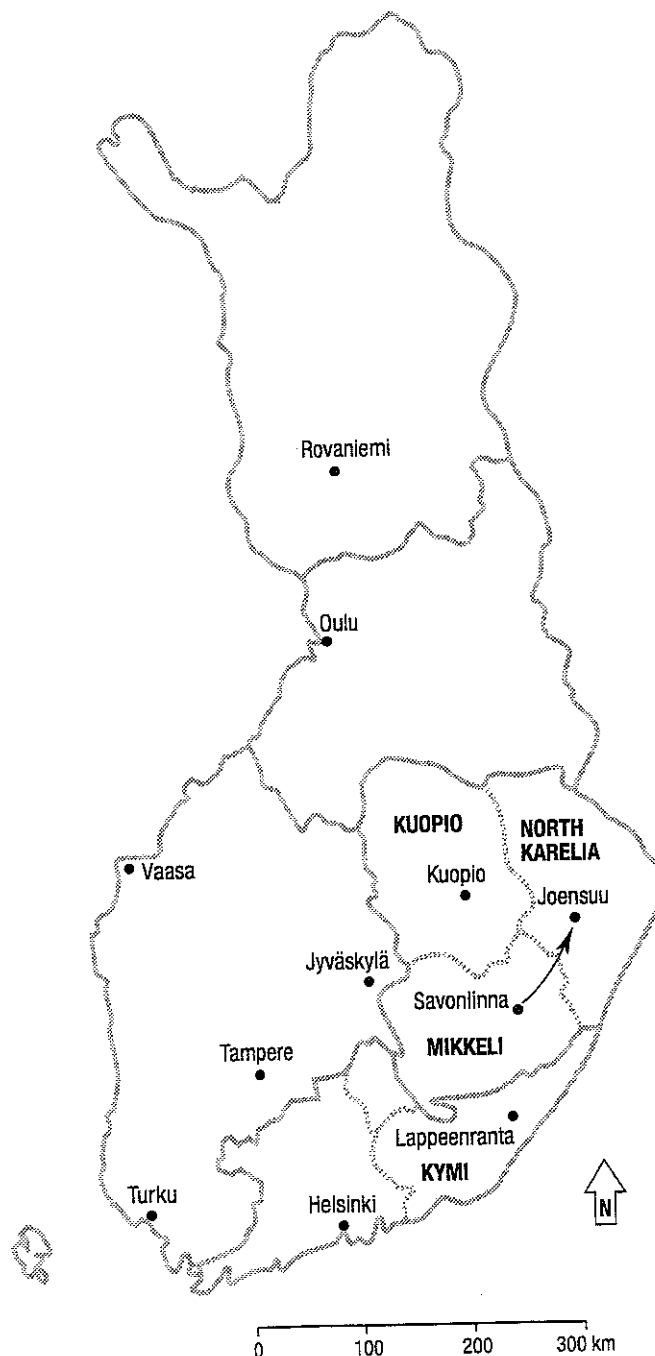 Rovaniemi
Oulu
KUOPIO
NORTH
KARELIA
Vaasa
Kuopio
Joensuu
Jyväskylä
Savonlinna
MIKKELI
Tampere
Lappeenranta
KYMI
Turku
Helsinki
N
0 100 200 300 km